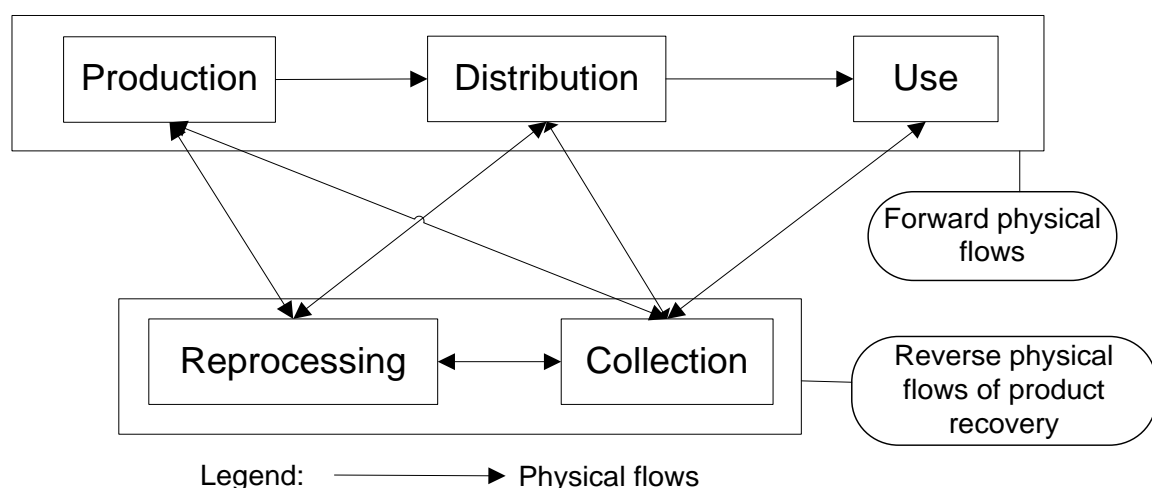 Production
Distribution
Use
Forward physical
flows
Reprocessing
Collection
Reverse physical
flows of product
recovery
Legend:
Physical flows